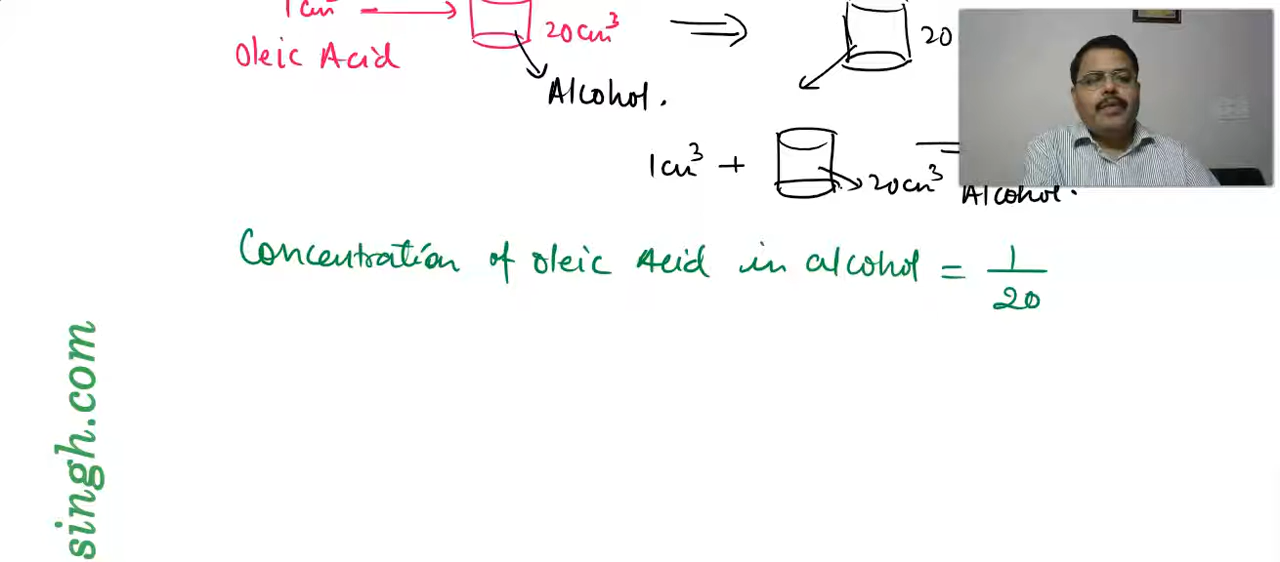 1cm³
20cm³
Oleic Acid
20
Alcohol.
1cm³ +
20cm³
Alcohol.
Concentration of oleic Acid in alcohol = 1/20
singh.com